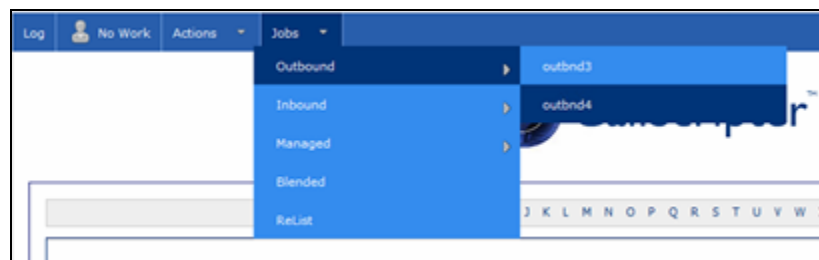 Log No Work Actions Jobs
Outbound outbnd3
Inbound outbnd4
Managed
Blended
ReList
J K L M N O P Q R S T U V W